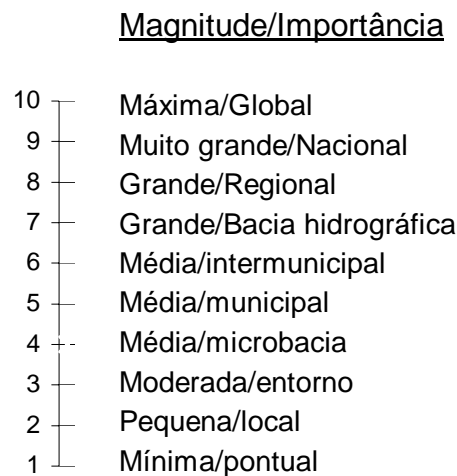 Magnitude/Importância
10 Máxima/Global
9 Muito grande/Nacional
8 Grande/Regional
7 Grande/Bacia hidrográfica
6 Média/intermunicipal
5 Média/municipal
4 Média/microbacia
3 Moderada/entorno
2 Pequena/local
1 Mínima/pontual